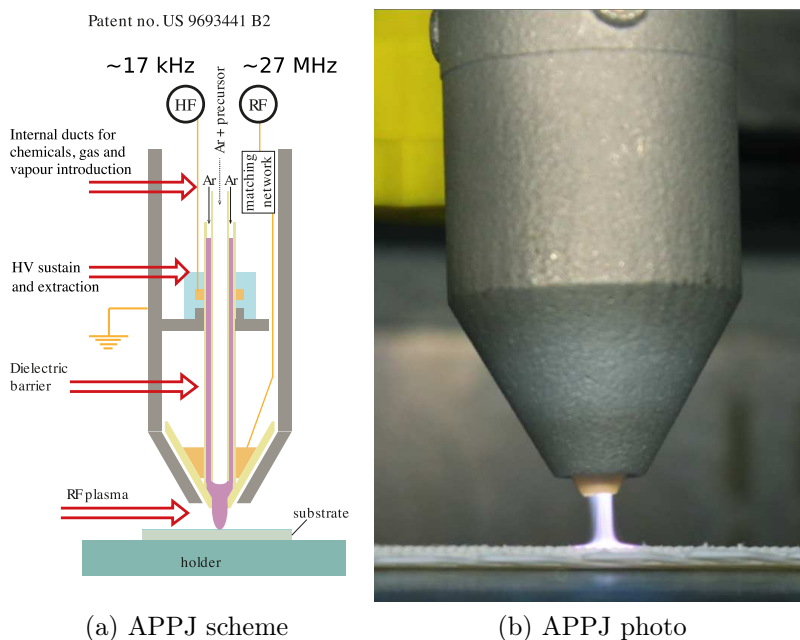 Patent no. US 9693441 B2
~17 kHz
~27 MHz
HF
RF
Ar + precursor
Internal ducts for
chemicals, gas and
vapour introduction
Ar
Ar
matching
network
HV sustain
and extraction
Dielectric
barrier
RF plasma
substrate
holder
(a) APPJ scheme
(b) APPJ photo